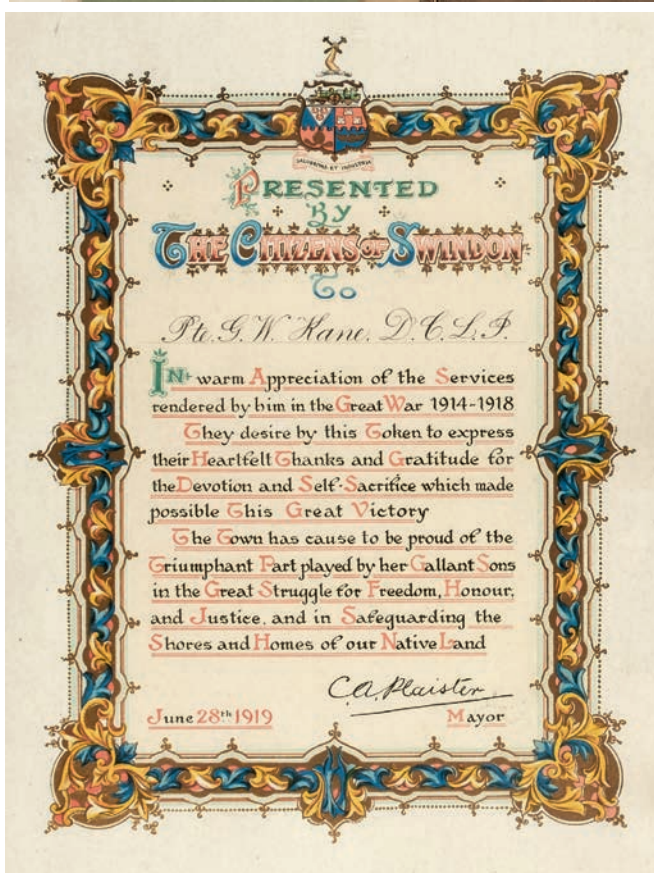 SALUBRITAS ET INDUSTRIA
PRESENTED
BY
THE CITIZENS OF SWINDON
TO
Pte. G. W. Kane. D. C. L. I.
IN warm Appreciation of the Services
rendered by him in the Great War 1914-1918
They desire by this Token to express
their Heartfelt Thanks and Gratitude for
the Devotion and Self-Sacrifice which made
possible This Great Victory
The Town has cause to be proud of the
Triumphant Part played by her Gallant Sons
in the Great Struggle for Freedom, Honour,
and Justice, and in Safeguarding the
Shores and Homes of our Native Land
C. A. Plaister
June 28th 1919 Mayor